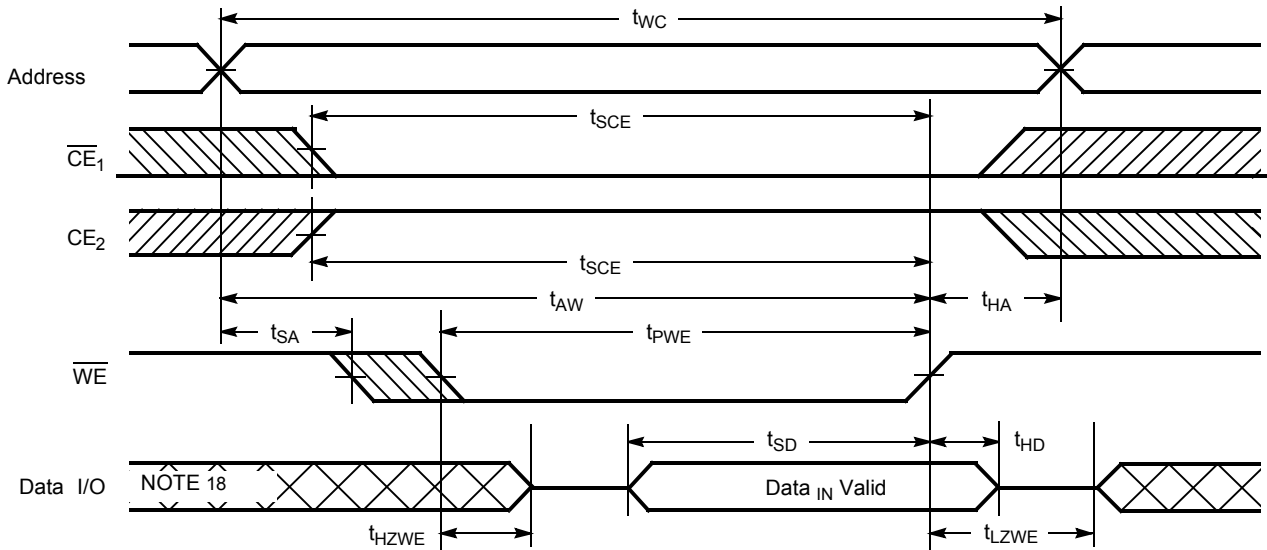 tWC
Address
tSCE
CE1
CE2
tSCE
tAW
tHA
tSA
tPWE
WE
tSD
tHD
Data I/O
NOTE 18
Data IN Valid
tHZWE
tLZWE